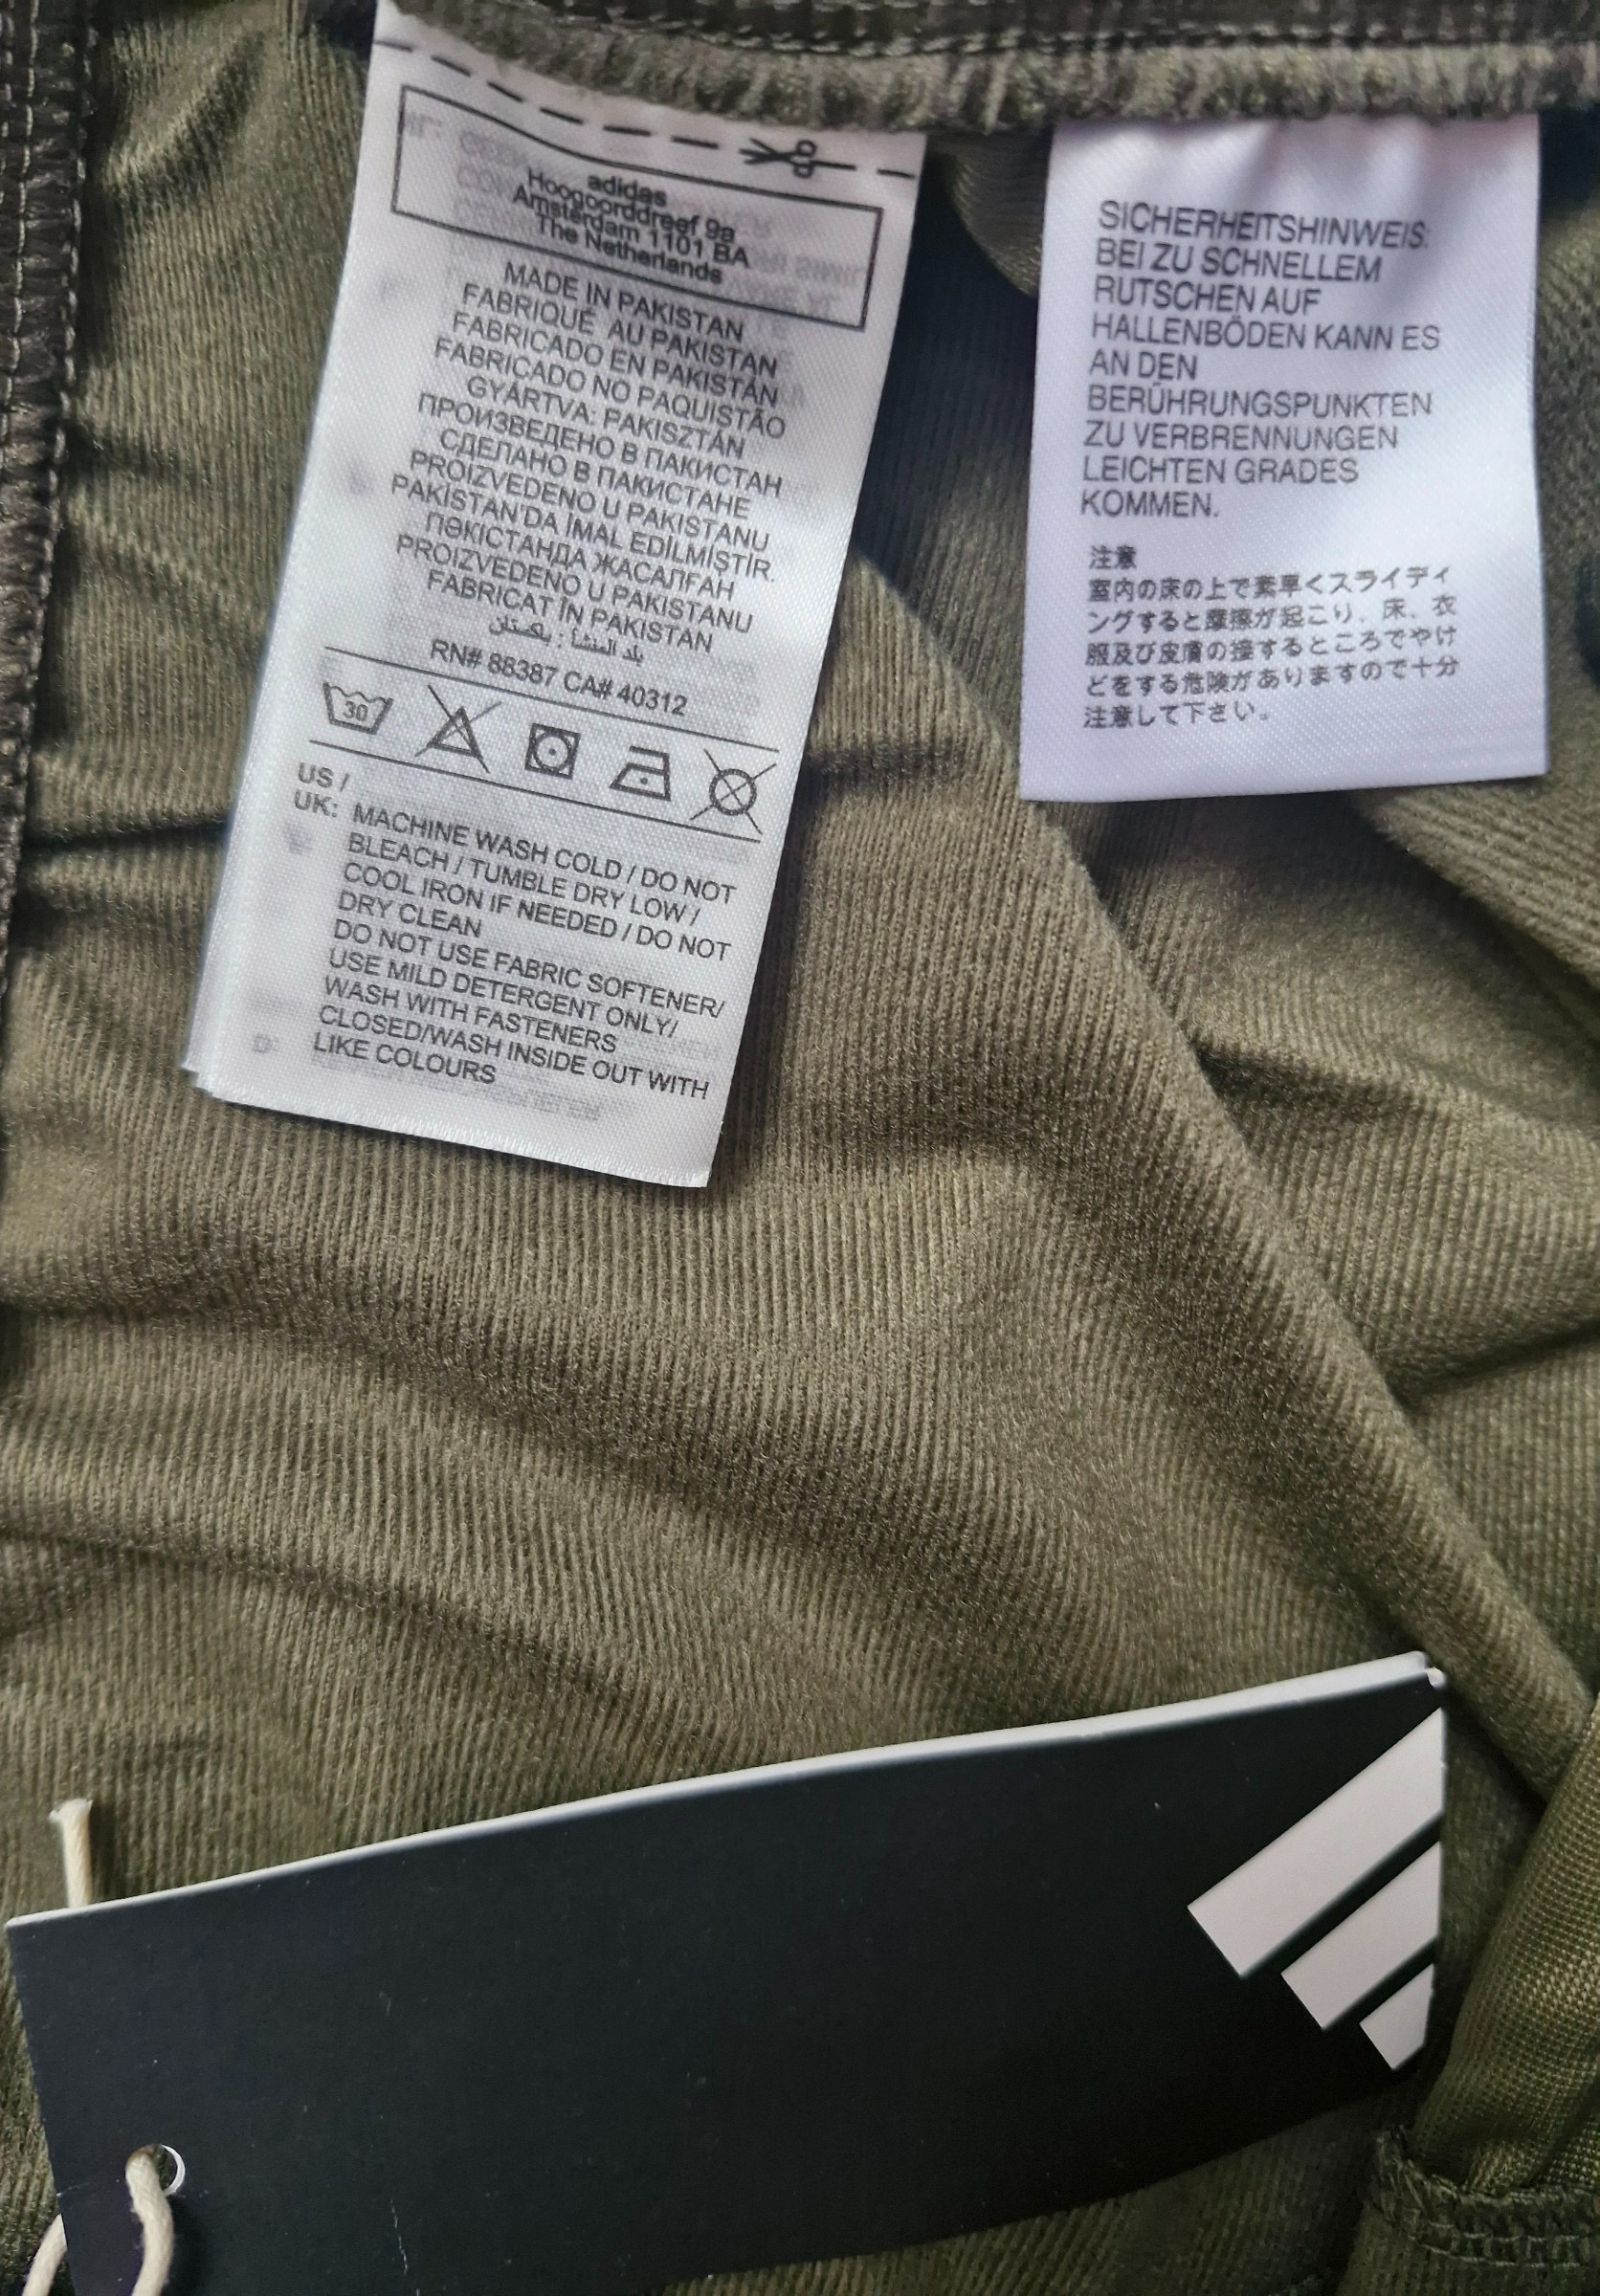 adidas
Hoogoorddreef 9a
Amsterdam 1101 BA
The Netherlands
MADE IN PAKISTAN
FABRIQUÉ AU PAKISTAN
FABRICADO EN PAKISTÁN
FABRICADO NO PAQUISTÃO
GYÁRTVA: PAKISZTÁN
ПРОИЗВЕДЕНО В ПАКИСТАН
СДЕЛАНО В ПАКИСТАНЕ
PROIZVEDENO U PAKISTANU
PAKİSTAN'DA İMAL EDİLMİŞTİR.
ПӘКІСТАНДА ЖАСАЛҒАН
PROIZVEDENO U PAKISTANU
FABRICAT ÎN PAKISTAN
بلد المنشأ : باكستان
RN# 88387 CA# 40312
30
US /
UK: MACHINE WASH COLD / DO NOT
BLEACH / TUMBLE DRY LOW /
COOL IRON IF NEEDED / DO NOT
DRY CLEAN
DO NOT USE FABRIC SOFTENER/
USE MILD DETERGENT ONLY/
WASH WITH FASTENERS
CLOSED/WASH INSIDE OUT WITH
LIKE COLOURS
SICHERHEITSHINWEIS:
BEI ZU SCHNELLEM
RUTSCHEN AUF
HALLENBÖDEN KANN ES
AN DEN
BERÜHRUNGSPUNKTEN
ZU VERBRENNUNGEN
LEICHTEN GRADES
KOMMEN.
注意
室内の床の上で素早くスライディ
ングすると摩擦が起こり、床、衣
服及び皮膚の接するところでやけ
どをする危険がありますので十分
注意して下さい。